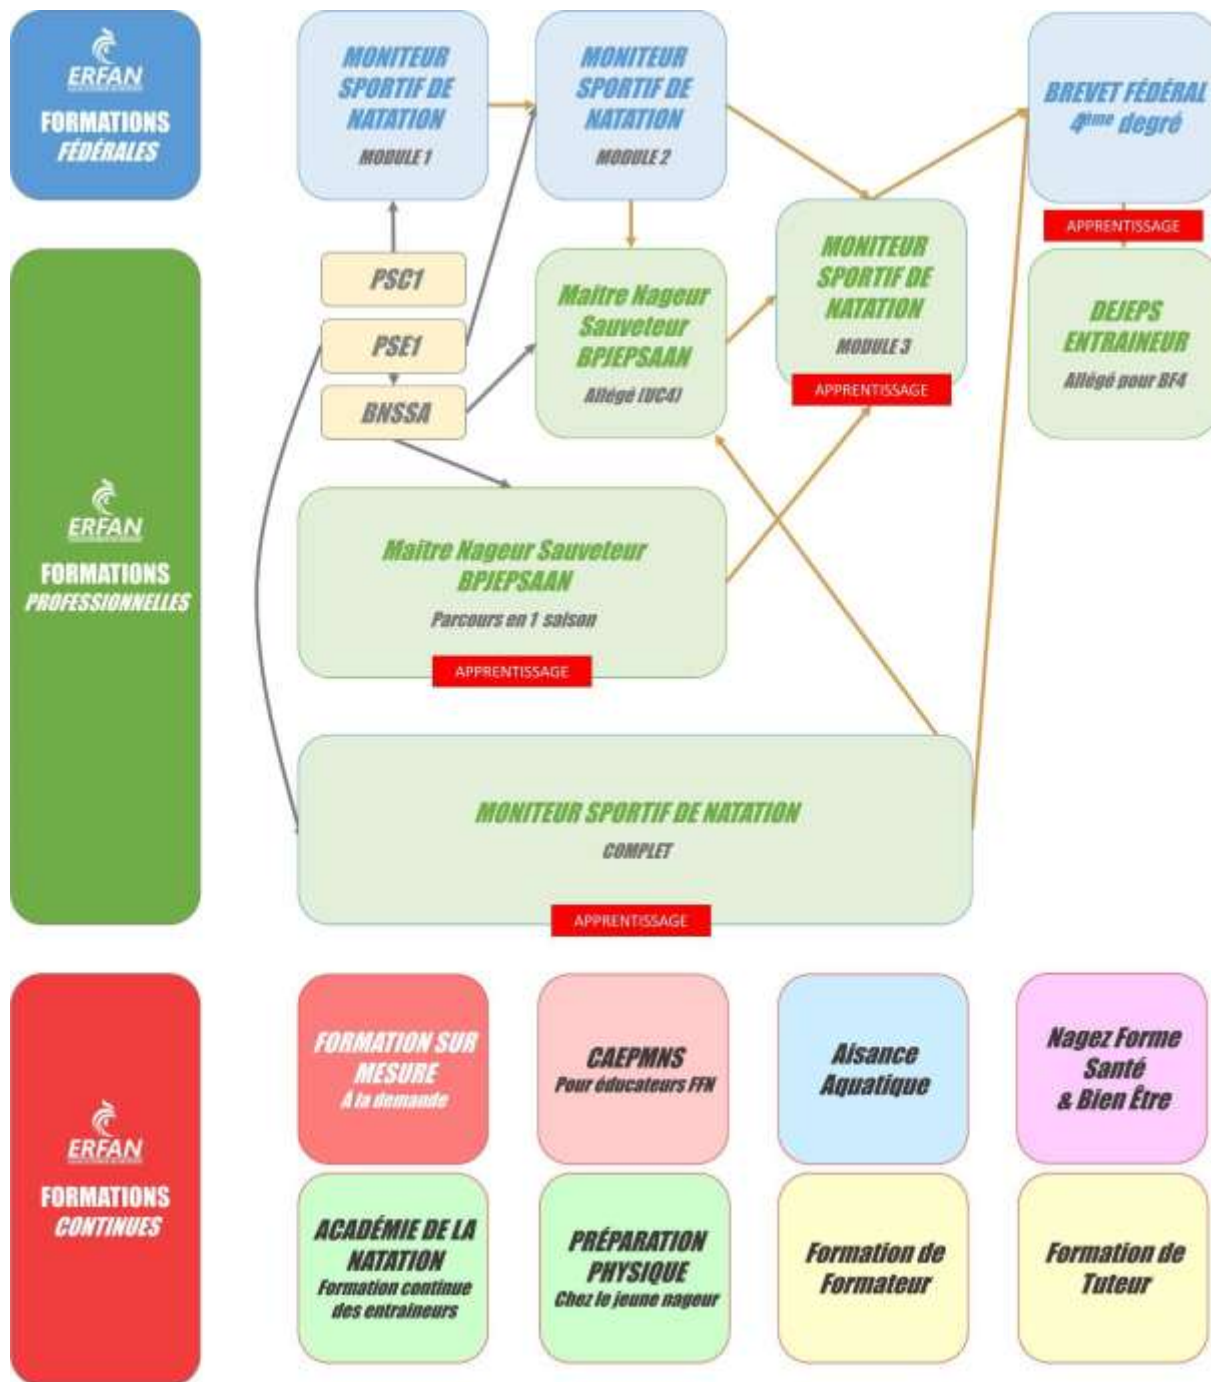 ERFAN
FORMATIONS
FÉDÉRALES
MONITEUR
SPORTIF DE
NATATION
MODULE 1
MONITEUR
SPORTIF DE
NATATION
MODULE 2
BREVET FÉDÉRAL
4ème degré
APPRENTISSAGE
PSC1
PSE1
BNSSA
Maître Nageur
Sauveteur
BPJEPSAAN
Allégé (UC4)
MONITEUR
SPORTIF DE
NATATION
MODULE 3
APPRENTISSAGE
DEJEPS
ENTRAINEUR
Allégé pour BF4
ERFAN
FORMATIONS
PROFESSIONNELLES
Maître Nageur Sauveteur
BPJEPSAAN
Parcours en 1 saison
APPRENTISSAGE
MONITEUR SPORTIF DE NATATION
COMPLET
APPRENTISSAGE
ERFAN
FORMATIONS
CONTINUES
FORMATION SUR
MESURE
À la demande
CAEPMNS
Pour éducateurs FFN
Aisance
Aquatique
Nagez Forme
Santé
& Bien Être
ACADÉMIE DE LA
NATATION
Formation continue
des entraineurs
PRÉPARATION
PHYSIQUE
Chez le jeune nageur
Formation de
Formateur
Formation de
Tuteur